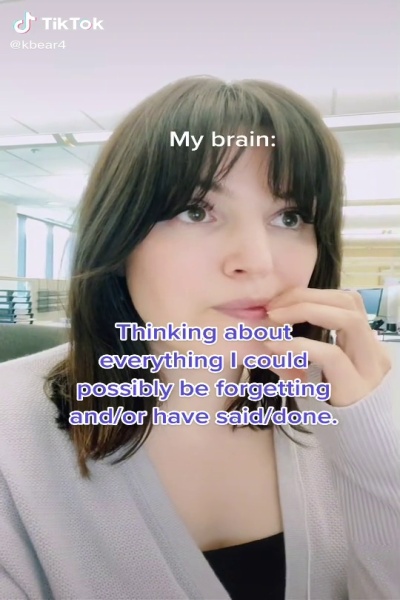 TikTok
@kbear4
My brain:
Thinking about
everything I could
possibly be forgetting
and/or have said/done.